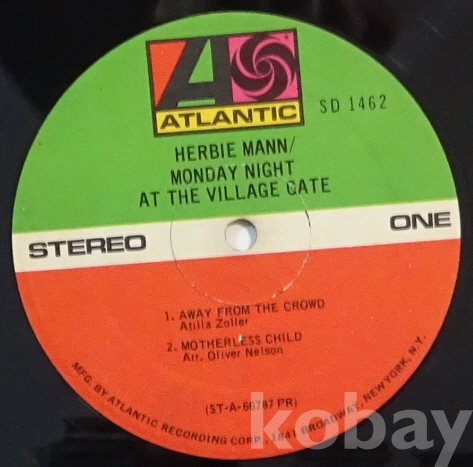 ATLANTIC
SD 1462
HERBIE MANN/
MONDAY NIGHT
AT THE VILLAGE GATE
STEREO
ONE
1. AWAY FROM THE CROWD
Atilla Zoller
2. MOTHERLESS CHILD
Arr. Oliver Nelson
(ST-A-66787 PR)
MFG. BY ATLANTIC RECORDING CORP., 1841 BROADWAY, NEW YORK, N.Y.
kobay